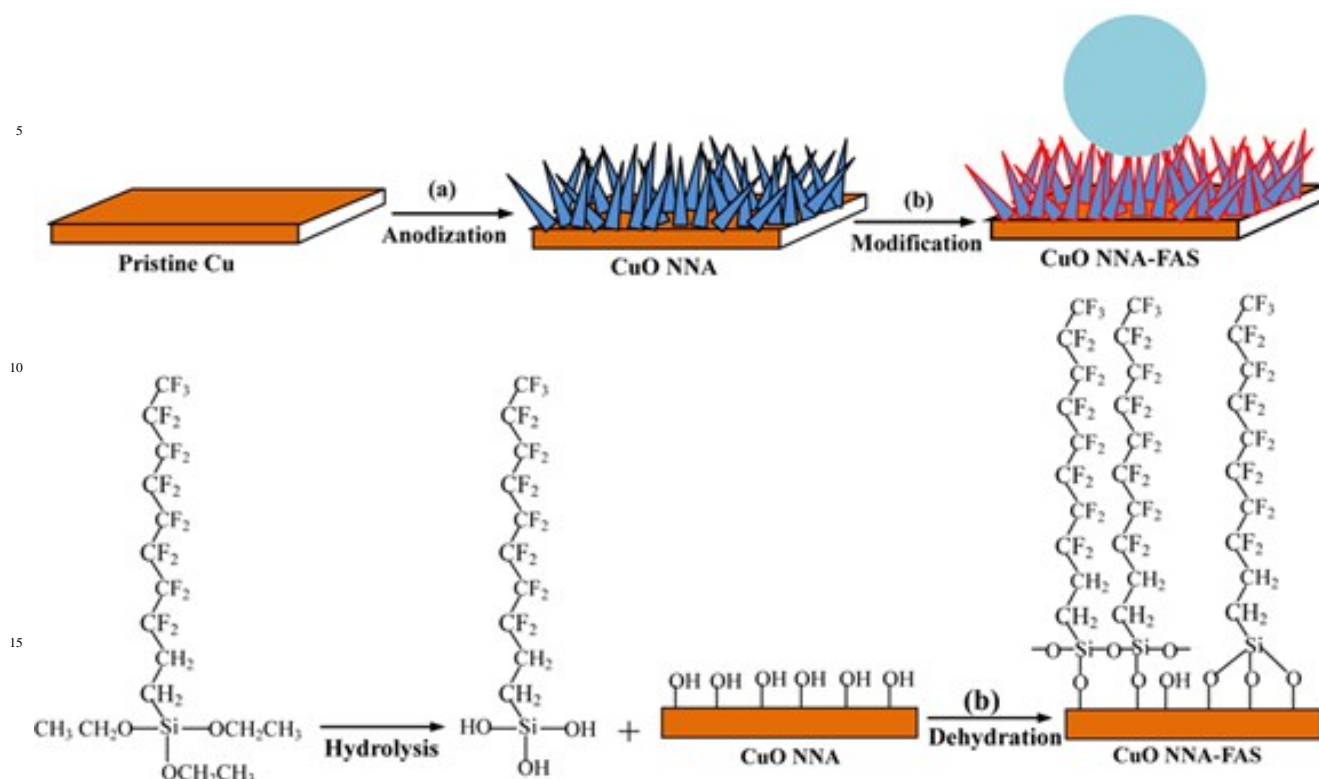 5
(a)
Anodization
(b)
Modification
Pristine Cu
CuO NNA
CuO NNA-FAS
10
15
CF₃
CF₂
CF₂
CF₂
CF₂
CF₂
CF₂
CF₂
CH₂
CH₂
CH₃ CH₂O—Si—OCH₂CH₃
OCH₂CH₃
Hydrolysis
CF₃
CF₂
CF₂
CF₂
CF₂
CF₂
CF₂
CF₂
CH₂
CH₂
HO—Si—OH
OH
+
OH OH OH OH OH OH
CuO NNA
(b)
Dehydration
CF₃ CF₃ CF₃
CF₂ CF₂ CF₂
CF₂ CF₂ CF₂
CF₂ CF₂ CF₂
CF₂ CF₂ CF₂
CF₂ CF₂ CF₂
CF₂ CF₂ CF₂
CF₂ CF₂ CF₂
CH₂ CH₂ CH₂
CH₂ CH₂ CH₂
—O—Si—O—Si—O— Si
O O OH O O O
CuO NNA-FAS